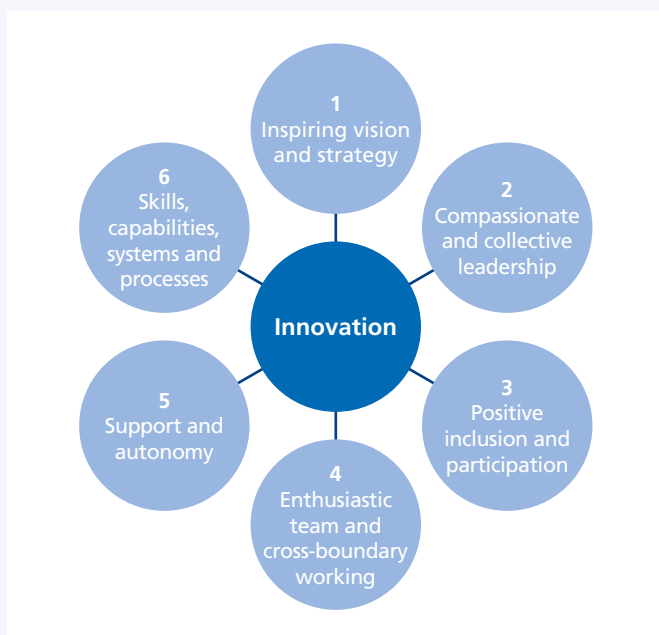 1
Inspiring vision
and strategy
2
Compassionate
and collective
leadership
3
Positive
inclusion and
participation
4
Enthusiastic
team and
cross-boundary
working
5
Support and
autonomy
6
Skills,
capabilities,
systems and
processes
Innovation